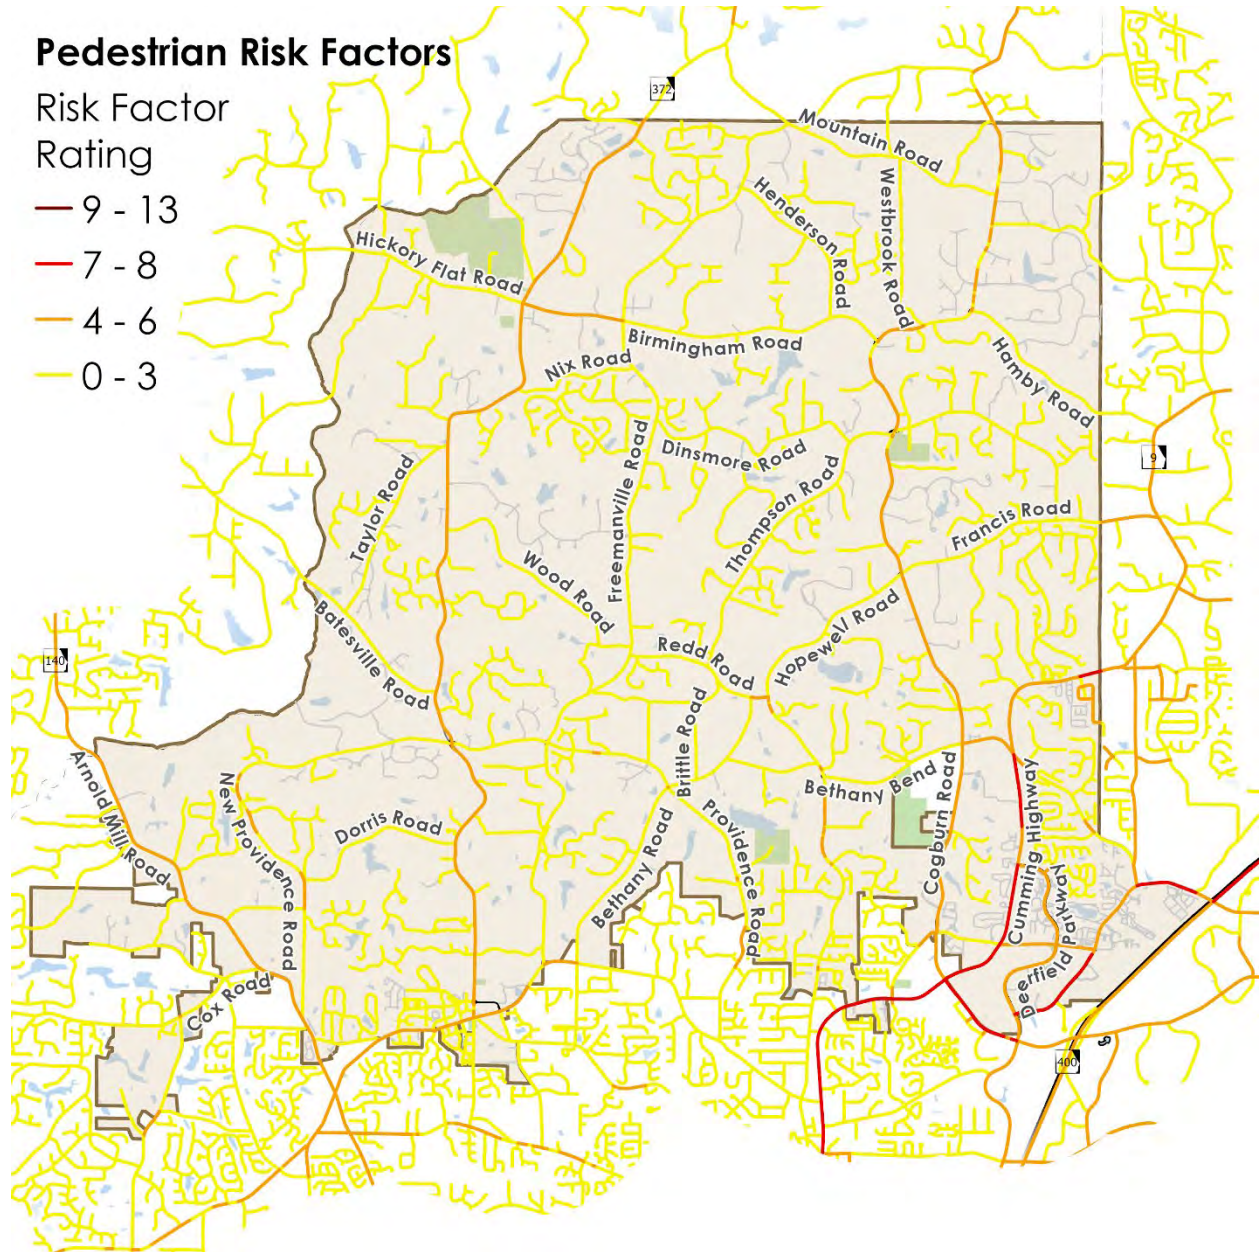 Pedestrian Risk Factors
Risk Factor
Rating
9 - 13
7 - 8
4 - 6
0 - 3
372
Mountain Road
Henderson Road
Westbrook Road
Hickory Flat Road
Birmingham Road
Nix Road
Hamby Road
Dinsmore Road
Freemanville Road
Taylor Road
Thompson Road
9
Francis Road
Wood Road
Batesville Road
Redd Road
Hopewell Road
140
Brittle Road
Arnold Mill Road
New Providence Road
Dorris Road
Bethany Bend
Cogburn Road
Cumming Highway
Providence Road
Bethany Road
Deerfield Parkway
Cox Road
400